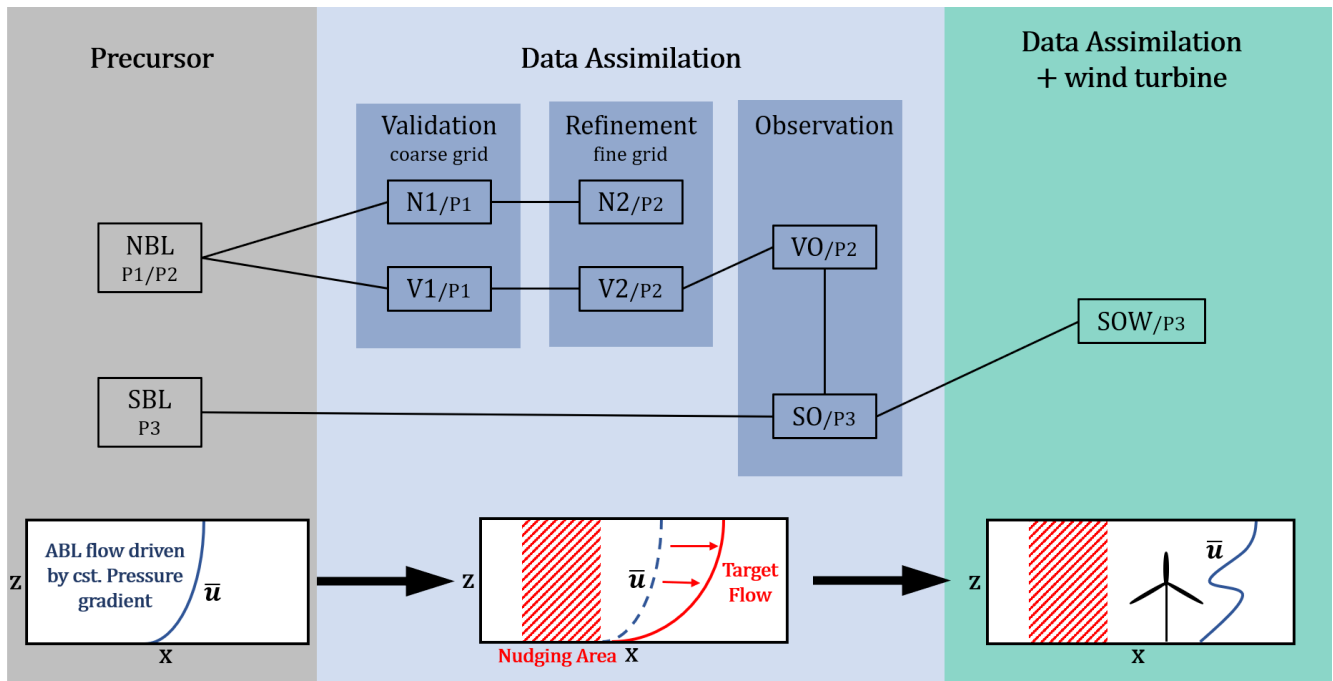 Precursor
Data Assimilation
Data Assimilation
+ wind turbine
Validation
coarse grid
Refinement
fine grid
Observation
N1/P1
N2/P2
NBL
P1/P2
VO/P2
V1/P1
V2/P2
SOW/P3
SBL
P3
SO/P3
ABL flow driven
by cst. Pressure
gradient
u̅
z
x
u̅
Target
Flow
z
Nudging Area
x
u̅
z
x